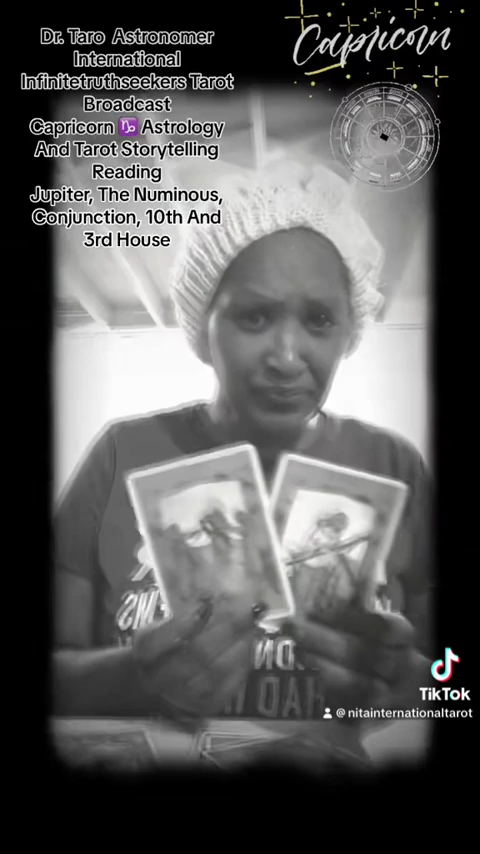 Dr. Taro Astronomer
International
Infinitetruthseekers Tarot
Broadcast
Capricorn ♑ Astrology
And Tarot Storytelling
Reading
Jupiter, The Numinous,
Conjunction, 10th And
3rd House
Capricorn
TikTok
@nitainternationaltarot